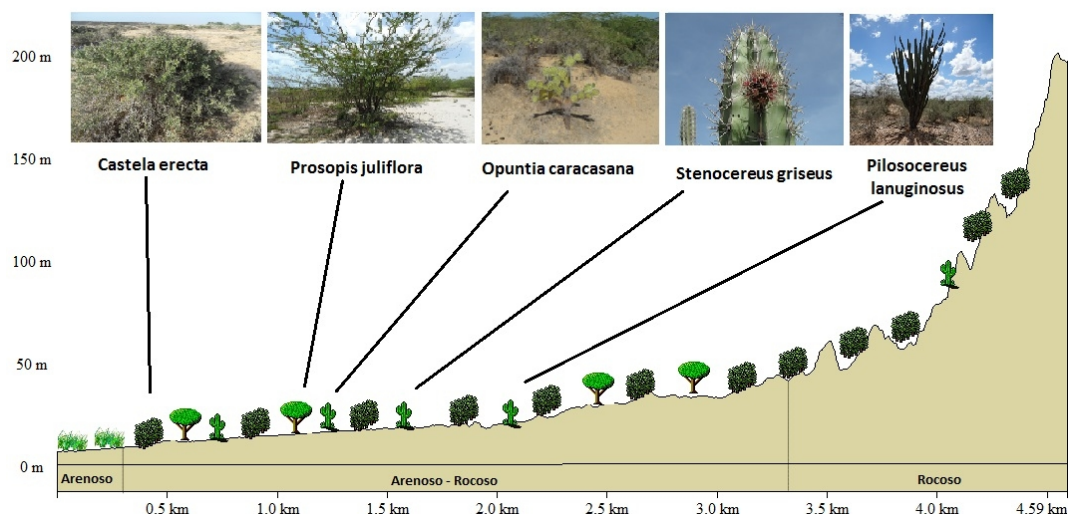 200 m
Castela erecta
Prosopis juliflora
Opuntia caracasana
Stenocereus griseus
Pilosocereus
lanuginosus
150 m
100 m
50 m
0 m
Arenoso
Arenoso - Rocoso
Rocoso
0.5 km
1.0 km
1.5 km
2.0 km
2.5 km
3.0 km
3.5 km
4.0 km
4.59 km